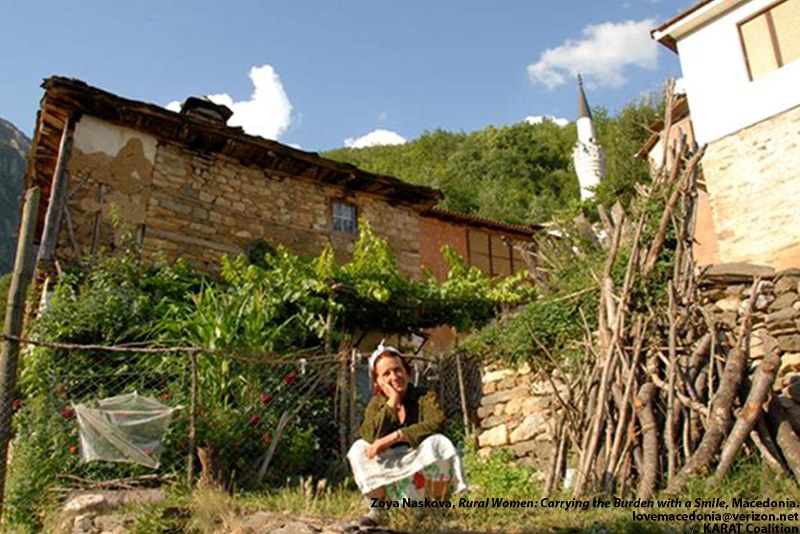 Zoya Naskova, Rural Women: Carrying the Burden with a Smile, Macedonia.
lovemacedonia@verizon.net
© KARAT Coalition